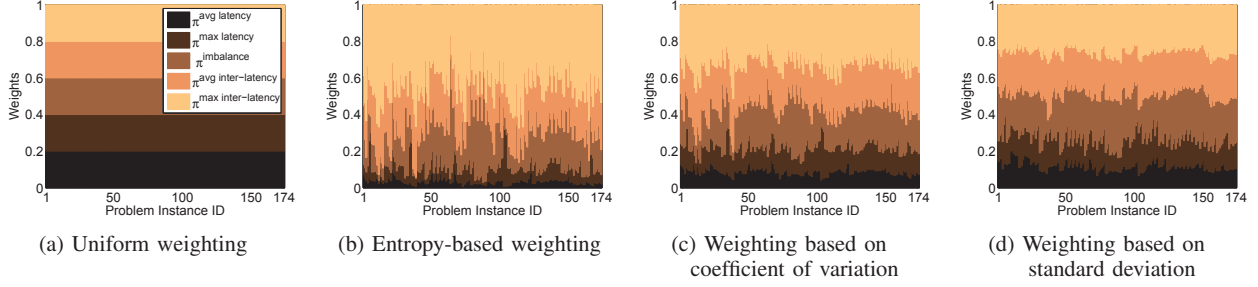 Weights
1
0.8
0.6
0.4
0.2
0
π avg latency
π max latency
π imbalance
π avg inter−latency
π max inter−latency
1 50 100 150 174
Problem Instance ID
(a) Uniform weighting
Weights
1
0.8
0.6
0.4
0.2
0
1 50 100 150 174
Problem Instance ID
(b) Entropy-based weighting
Weights
1
0.8
0.6
0.4
0.2
0
1 50 100 150 174
Problem Instance ID
(c) Weighting based on
coefficient of variation
Weights
1
0.8
0.6
0.4
0.2
0
1 50 100 150 174
Problem Instance ID
(d) Weighting based on
standard deviation